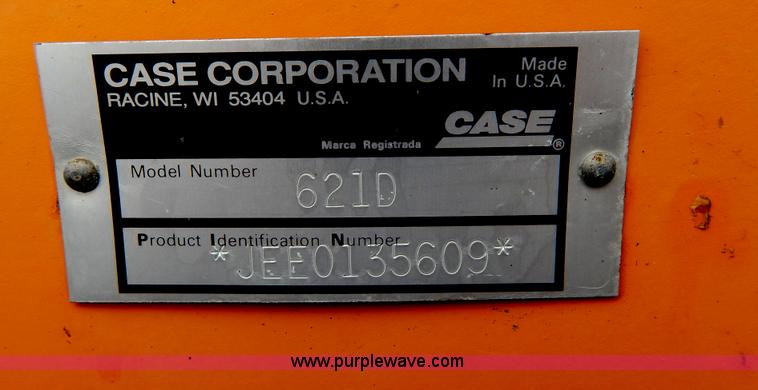 CASE CORPORATION
RACINE, WI 53404 U.S.A.
Made
In U.S.A.
CASE®
Marca Registrada
Model Number
621D
Product Identification Number
*JEE0135609*
www.purplewave.com